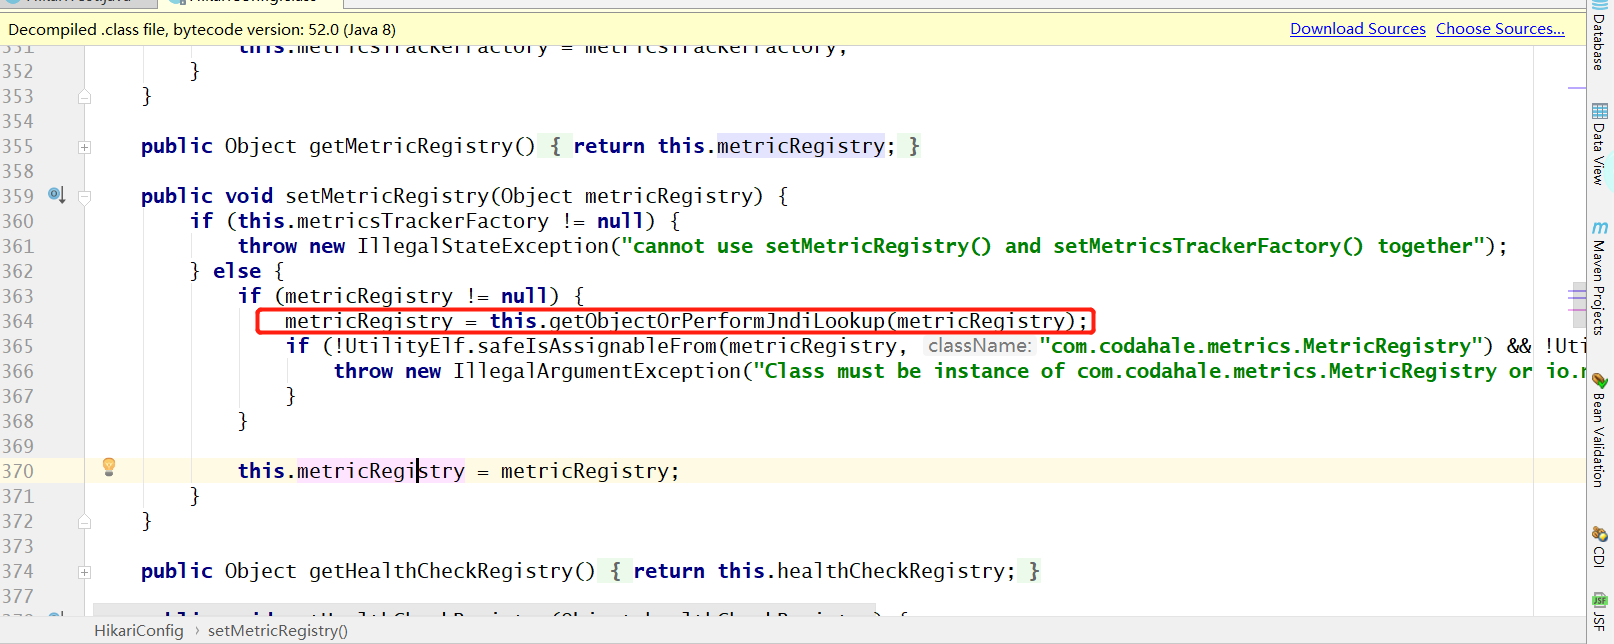 Decompiled .class file, bytecode version: 52.0 (Java 8) Download Sources Choose Sources...
351 this.metricsTrackerFactory = metricsTrackerFactory;
352 }
353 }
354
355 public Object getMetricRegistry() { return this.metricRegistry; }
358
359 public void setMetricRegistry(Object metricRegistry) {
360 if (this.metricsTrackerFactory != null) {
361 throw new IllegalStateException("cannot use setMetricRegistry() and setMetricsTrackerFactory() together");
362 } else {
363 if (metricRegistry != null) {
364 metricRegistry = this.getObjectOrPerformJndiLookup(metricRegistry);
365 if (!UtilityElf.safeIsAssignableFrom(metricRegistry, className: "com.codahale.metrics.MetricRegistry") && !Uti
366 throw new IllegalArgumentException("Class must be instance of com.codahale.metrics.MetricRegistry or io.
367 }
368 }
369
370 this.metricRegistry = metricRegistry;
371 }
372 }
373
374 public Object getHealthCheckRegistry() { return this.healthCheckRegistry; }
377
HikariConfig › setMetricRegistry()
Database
Data View
m Maven Projects
Bean Validation
CDI
JSF